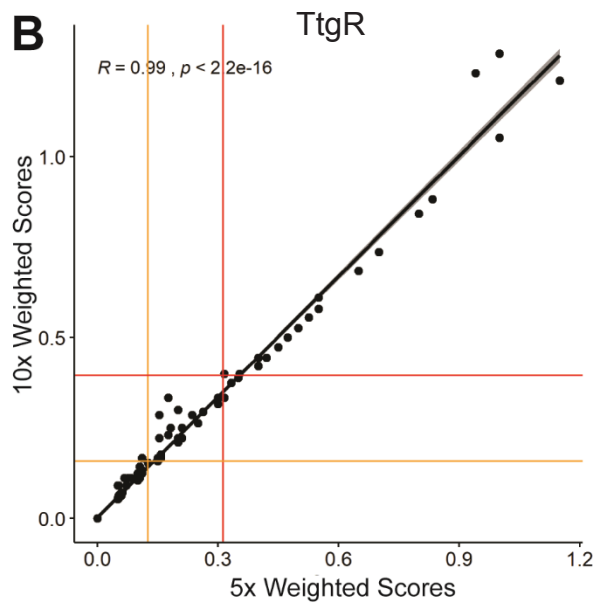 B
TtgR
R = 0.99 , p < 2.2e-16
10x Weighted Scores
1.0
0.5
0.0
0.0 0.3 0.6 0.9 1.2
5x Weighted Scores